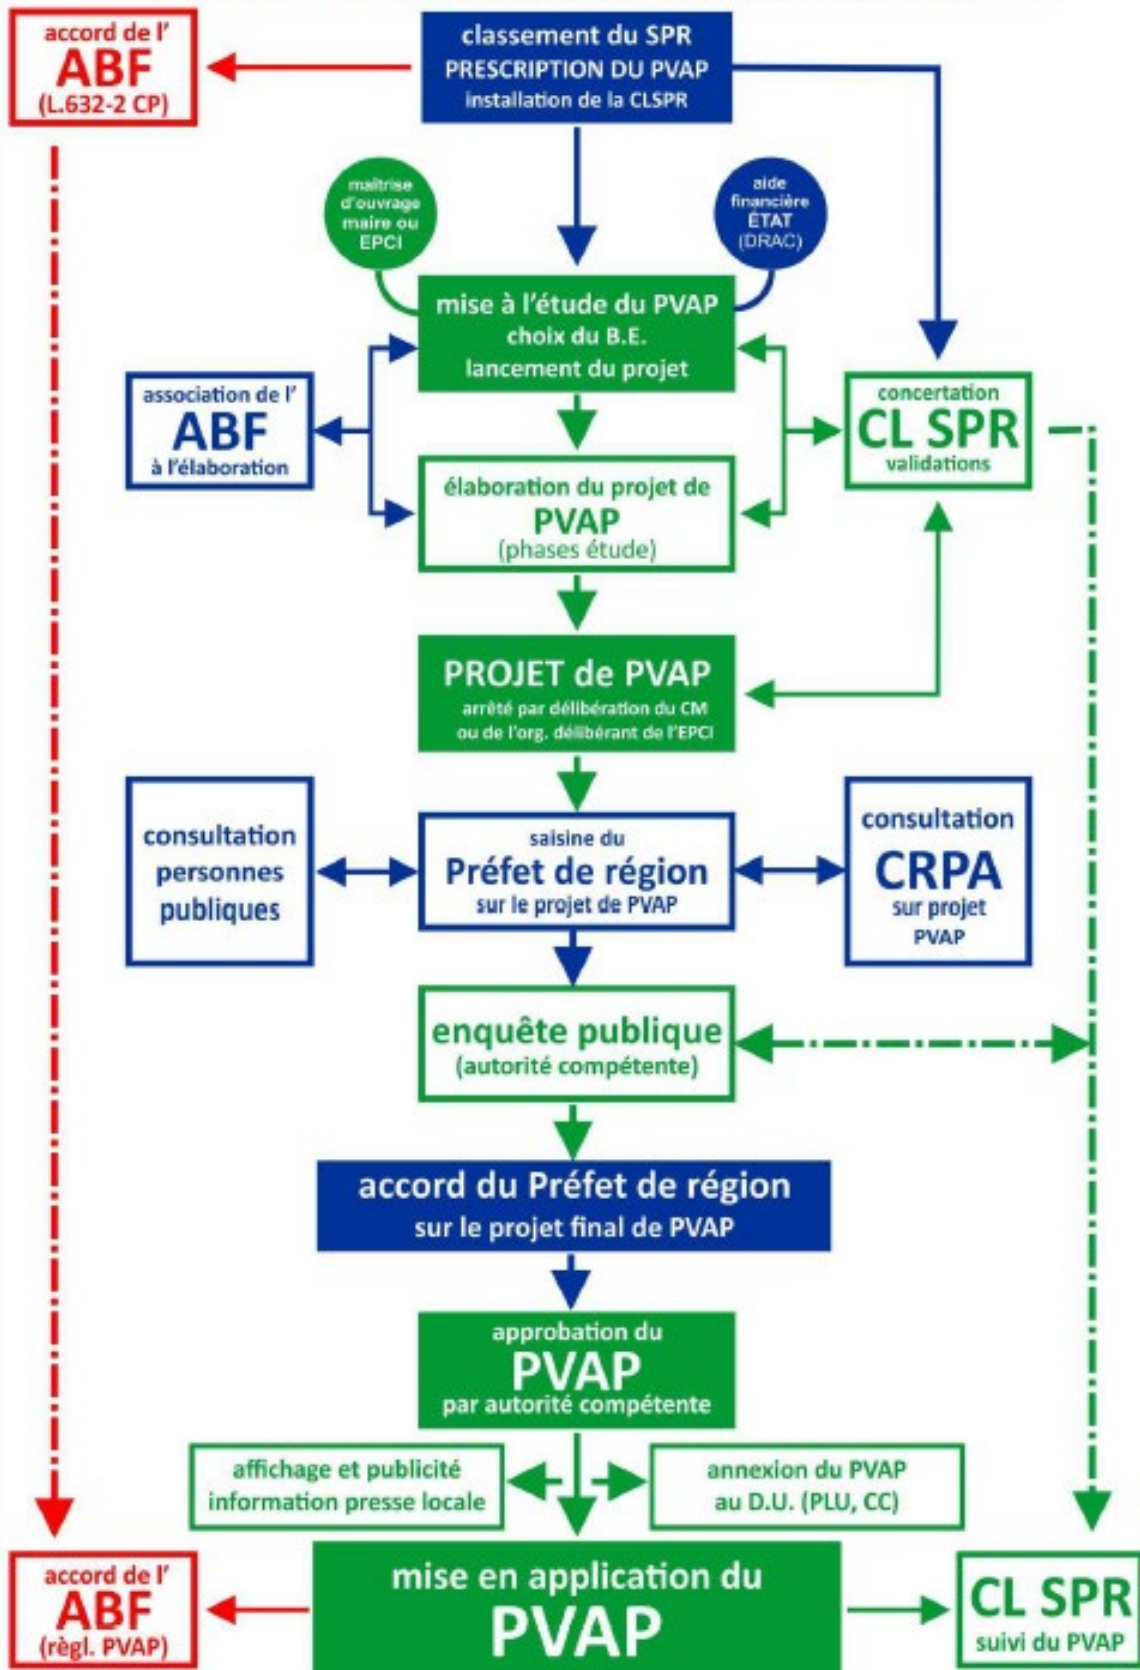 accord de l'
ABF
(L.632-2 CP)
classement du SPR
PRESCRIPTION DU PVAP
installation de la CLSPR
maîtrise
d'ouvrage
maire ou
EPCI
aide
financière
ÉTAT
(DRAC)
mise à l'étude du PVAP
choix du B.E.
lancement du projet
association de l'
ABF
à l'élaboration
concertation
CL SPR
validations
élaboration du projet de
PVAP
(phases étude)
PROJET de PVAP
arrêté par délibération du CM
ou de l'org. délibérant de l'EPCI
consultation
personnes
publiques
saisine du
Préfet de région
sur le projet de PVAP
consultation
CRPA
sur projet
PVAP
enquête publique
(autorité compétente)
accord du Préfet de région
sur le projet final de PVAP
approbation du
PVAP
par autorité compétente
affichage et publicité
information presse locale
annexion du PVAP
au D.U. (PLU, CC)
accord de l'
ABF
(règl. PVAP)
mise en application du
PVAP
CL SPR
suivi du PVAP